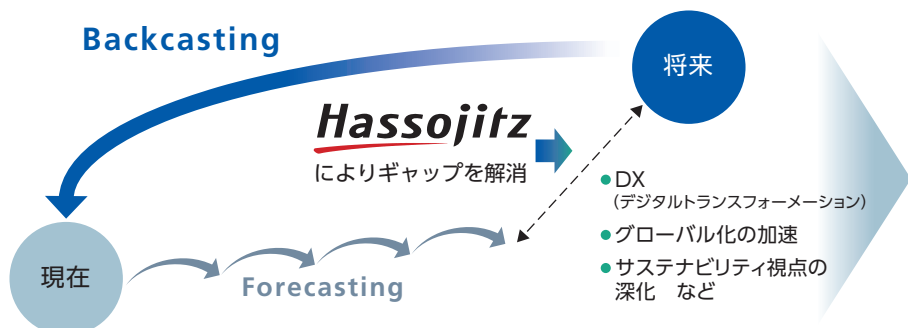 Backcasting
将来
Hassojitz
によりギャップを解消
● DX
（デジタルトランスフォーメーション）
● グローバル化の加速
● サステナビリティ視点の
深化　など
現在
Forecasting